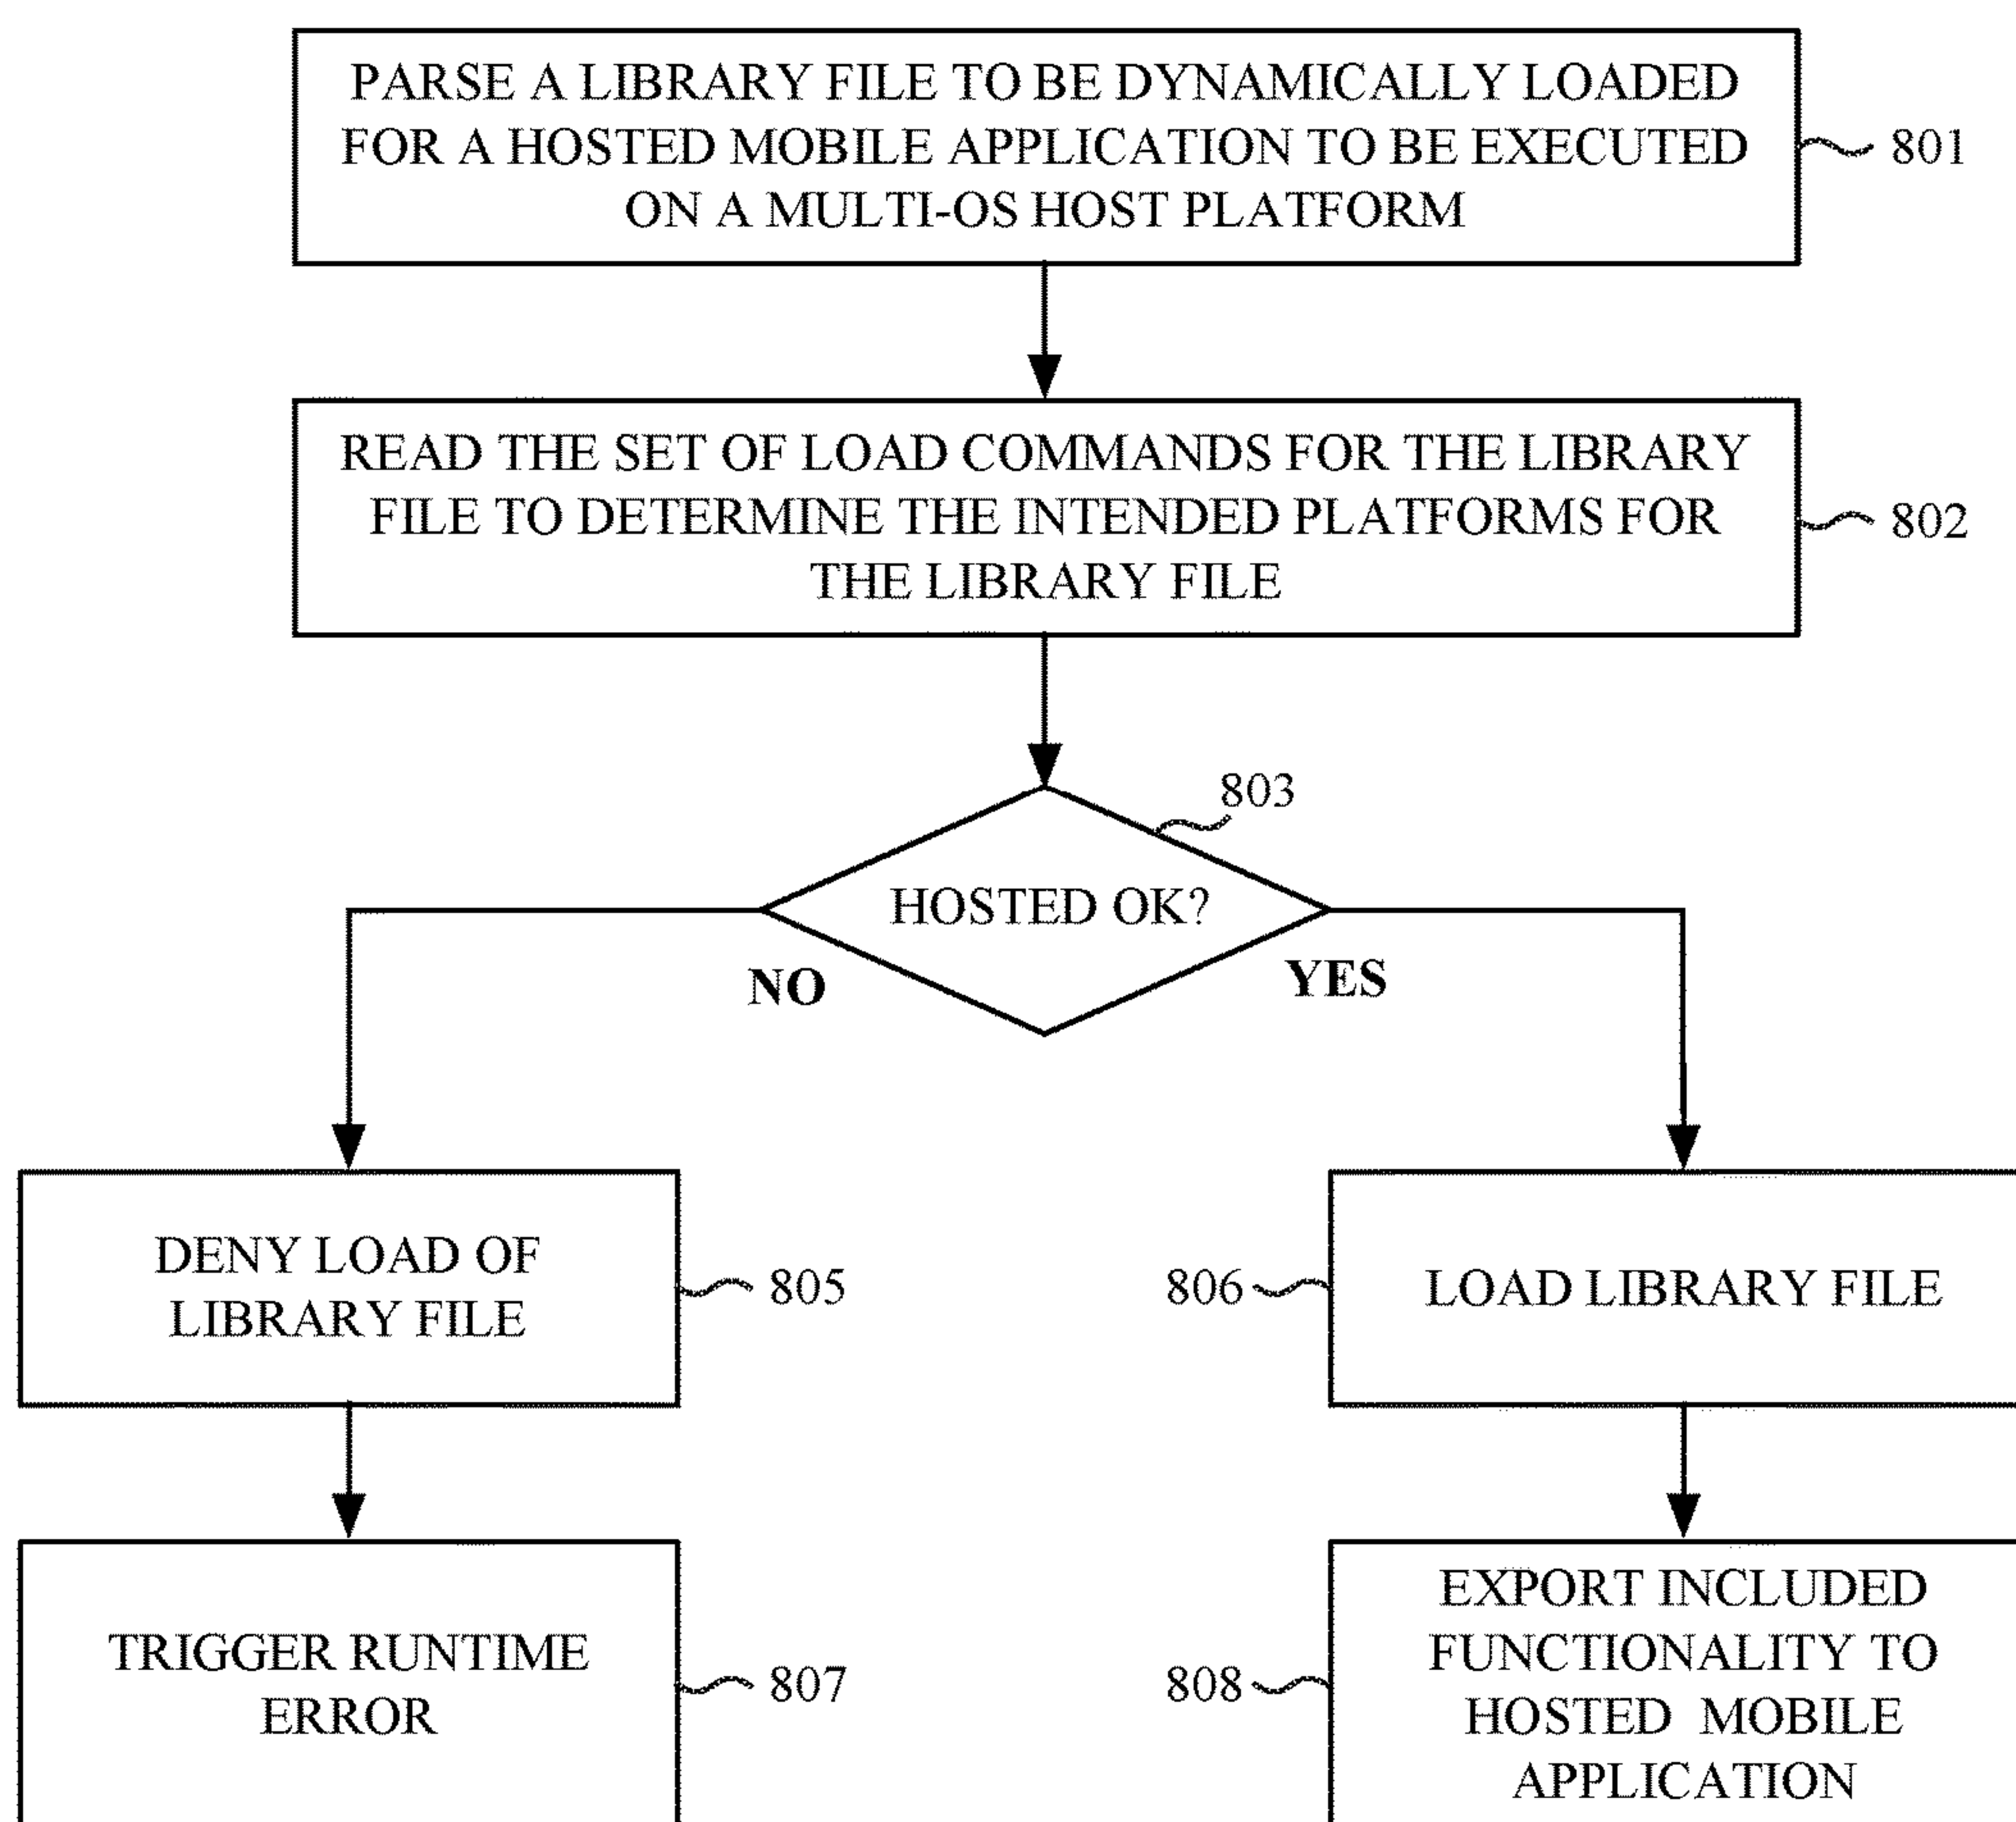 PARSE A LIBRARY FILE TO BE DYNAMICALLY LOADED
FOR A HOSTED MOBILE APPLICATION TO BE EXECUTED
ON A MULTI-OS HOST PLATFORM
801
READ THE SET OF LOAD COMMANDS FOR THE LIBRARY
FILE TO DETERMINE THE INTENDED PLATFORMS FOR
THE LIBRARY FILE
802
803
HOSTED OK?
NO
YES
DENY LOAD OF
LIBRARY FILE
805
806
LOAD LIBRARY FILE
TRIGGER RUNTIME
ERROR
807
808
EXPORT INCLUDED
FUNCTIONALITY TO
HOSTED MOBILE
APPLICATION